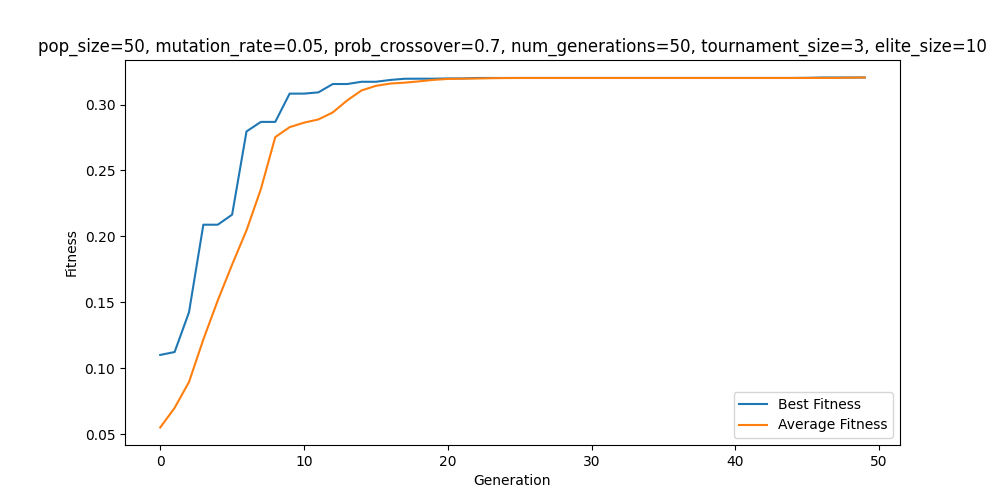 pop_size=50, mutation_rate=0.05, prob_crossover=0.7, num_generations=50, tournament_size=3, elite_size=10
Fitness
0.30
0.25
0.20
0.15
0.10
0.05
Best Fitness
Average Fitness
0 10 20 30 40 50
Generation